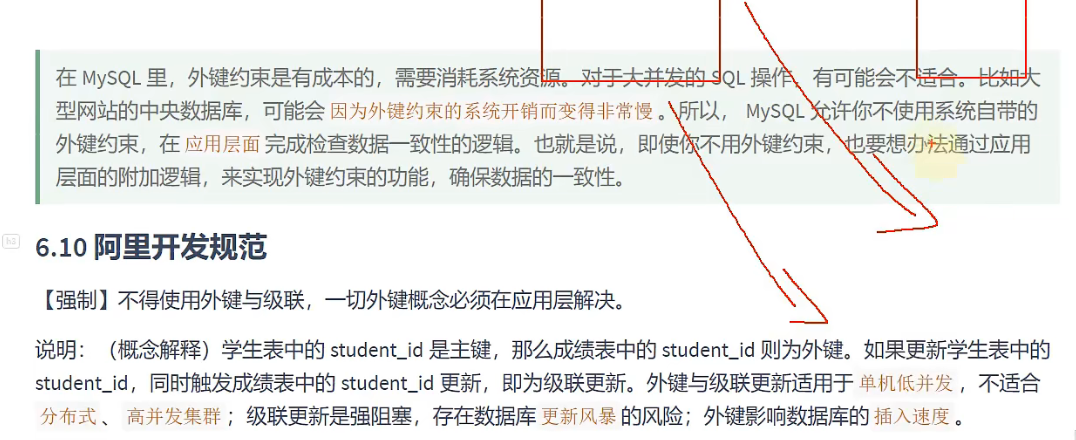 在 MySQL 里，外键约束是有成本的，需要消耗系统资源。对于大并发的 SQL 操作，有可能会不适合。比如大
型网站的中央数据库，可能会 因为外键约束的系统开销而变得非常慢 。所以， MySQL 允许你不使用系统自带的
外键约束，在 应用层面 完成检查数据一致性的逻辑。也就是说，即使你不用外键约束，也要想办法通过应用
层面的附加逻辑，来实现外键约束的功能，确保数据的一致性。
h2
6.10 阿里开发规范
【强制】不得使用外键与级联，一切外键概念必须在应用层解决。
说明：（概念解释）学生表中的 student_id 是主键，那么成绩表中的 student_id 则为外键。如果更新学生表中的
student_id，同时触发成绩表中的 student_id 更新，即为级联更新。外键与级联更新适用于 单机低并发 ，不适合
分布式 、 高并发集群 ；级联更新是强阻塞，存在数据库 更新风暴 的风险；外键影响数据库的 插入速度 。